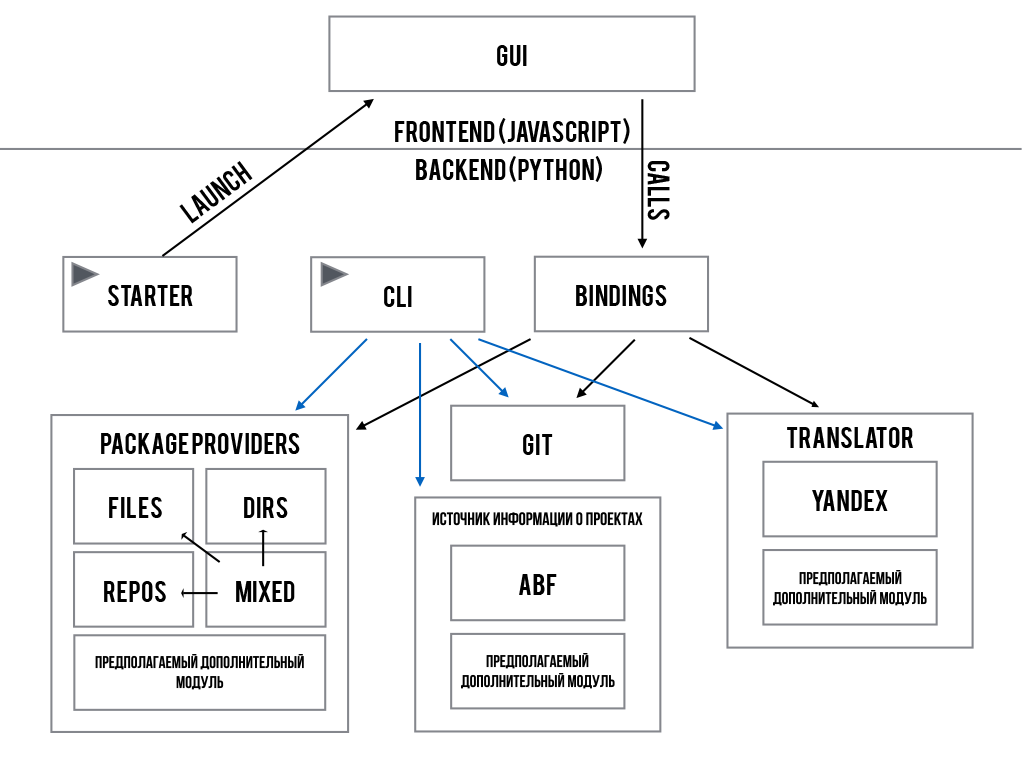 GUI
FRONTEND (JAVASCRIPT)
BACKEND (PYTHON)
LAUNCH
CALLS
STARTER
CLI
BINDINGS
PACKAGE PROVIDERS
FILES
DIRS
REPOS
MIXED
ПРЕДПОЛАГАЕМЫЙ ДОПОЛНИТЕЛЬНЫЙ
МОДУЛЬ
GIT
ИСТОЧНИК ИНФОРМАЦИИ О ПРОЕКТАХ
ABF
ПРЕДПОЛАГАЕМЫЙ
ДОПОЛНИТЕЛЬНЫЙ МОДУЛЬ
TRANSLATOR
YANDEX
ПРЕДПОЛАГАЕМЫЙ
ДОПОЛНИТЕЛЬНЫЙ МОДУЛЬ